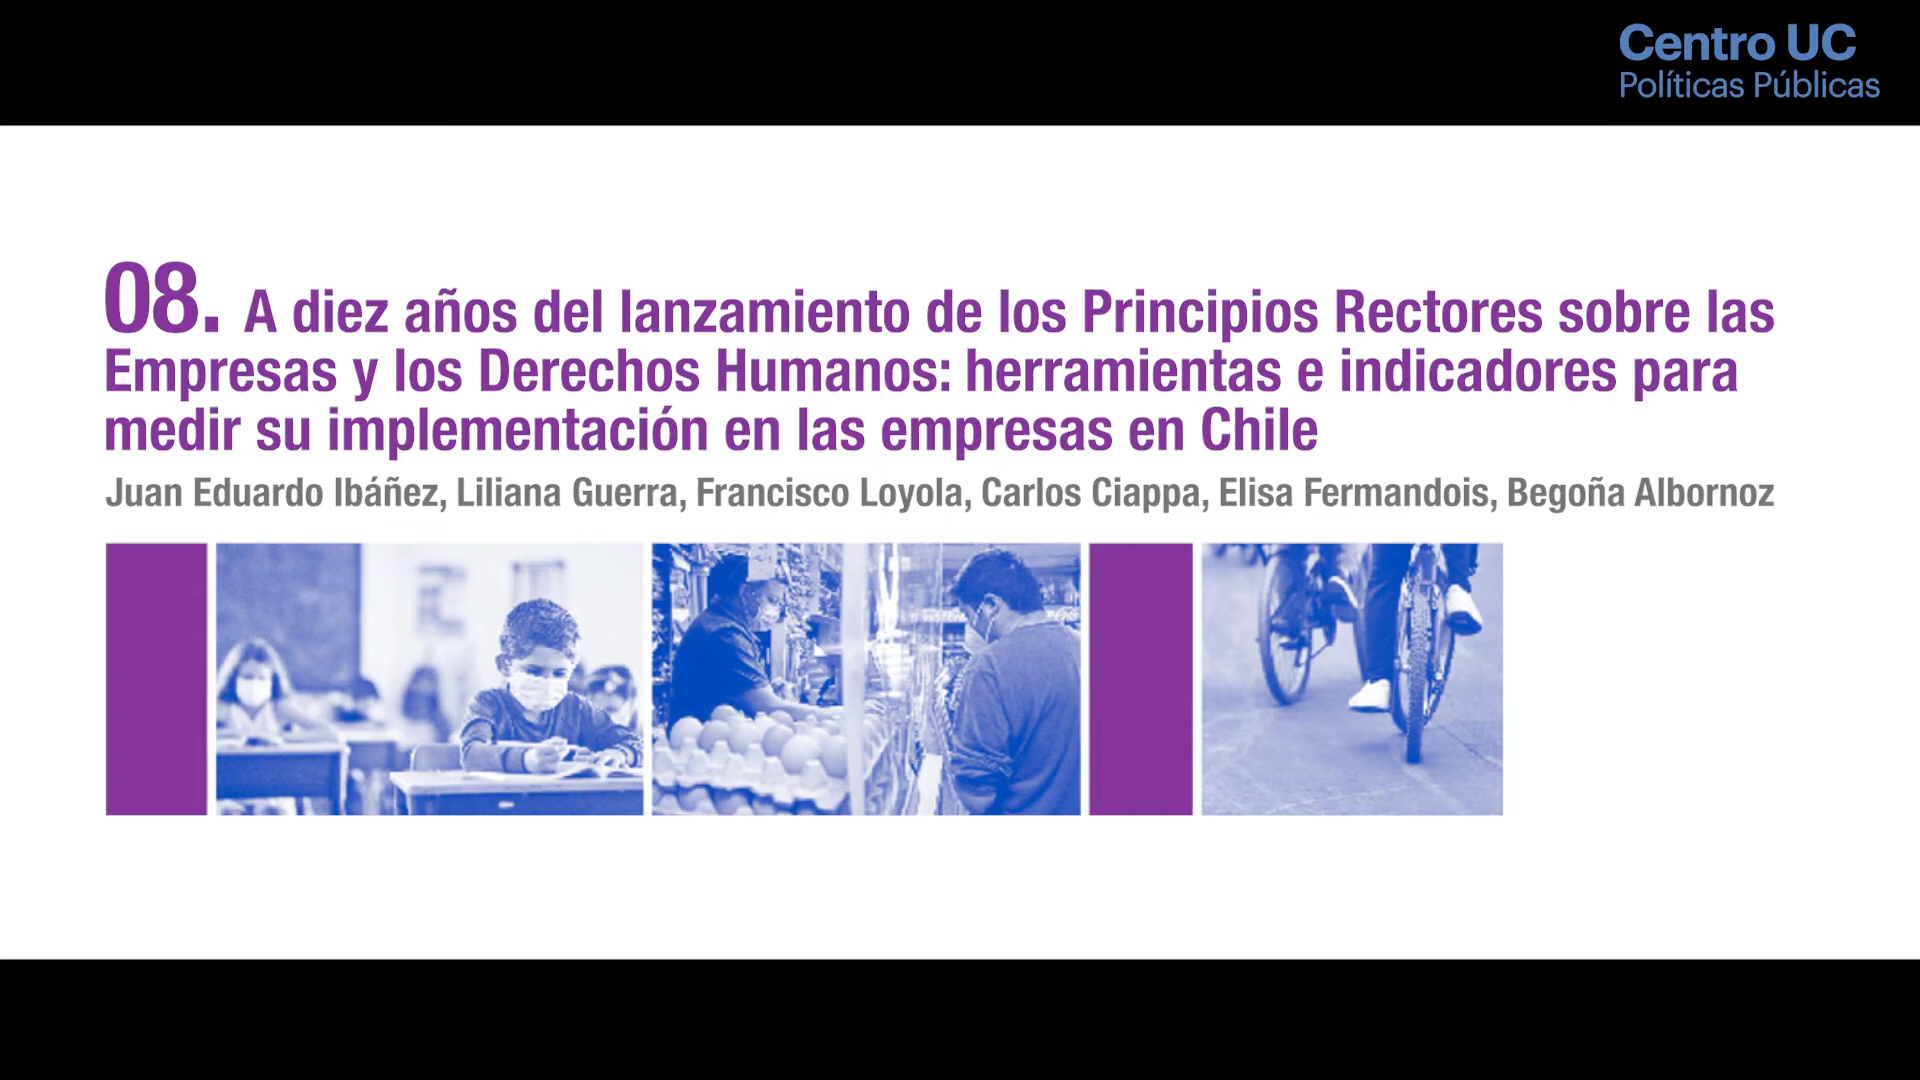 Centro UC
Políticas Públicas
08. A diez años del lanzamiento de los Principios Rectores sobre las
Empresas y los Derechos Humanos: herramientas e indicadores para
medir su implementación en las empresas en Chile
Juan Eduardo Ibáñez, Liliana Guerra, Francisco Loyola, Carlos Ciappa, Elisa Fermandois, Begoña Albornoz